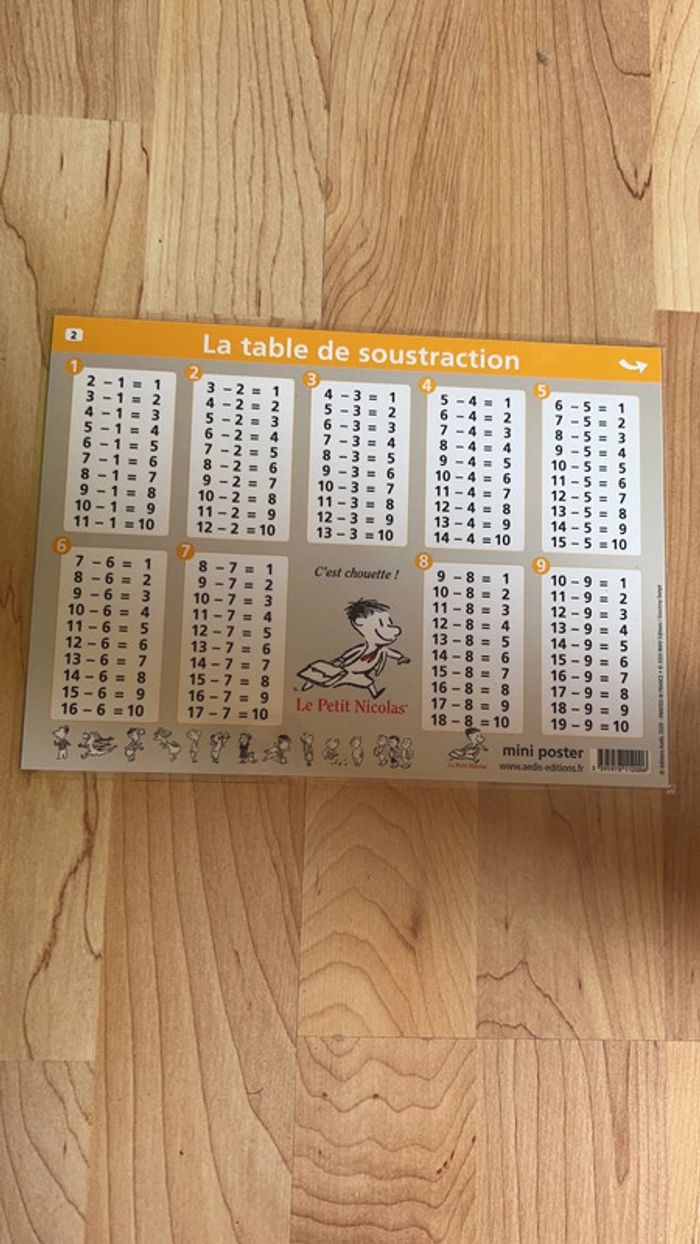 2
La table de soustraction
1
2 - 1 = 1
3 - 1 = 2
4 - 1 = 3
5 - 1 = 4
6 - 1 = 5
7 - 1 = 6
8 - 1 = 7
9 - 1 = 8
10 - 1 = 9
11 - 1 = 10
2
3 - 2 = 1
4 - 2 = 2
5 - 2 = 3
6 - 2 = 4
7 - 2 = 5
8 - 2 = 6
9 - 2 = 7
10 - 2 = 8
11 - 2 = 9
12 - 2 = 10
3
4 - 3 = 1
5 - 3 = 2
6 - 3 = 3
7 - 3 = 4
8 - 3 = 5
9 - 3 = 6
10 - 3 = 7
11 - 3 = 8
12 - 3 = 9
13 - 3 = 10
4
5 - 4 = 1
6 - 4 = 2
7 - 4 = 3
8 - 4 = 4
9 - 4 = 5
10 - 4 = 6
11 - 4 = 7
12 - 4 = 8
13 - 4 = 9
14 - 4 = 10
5
6 - 5 = 1
7 - 5 = 2
8 - 5 = 3
9 - 5 = 4
10 - 5 = 5
11 - 5 = 6
12 - 5 = 7
13 - 5 = 8
14 - 5 = 9
15 - 5 = 10
6
7 - 6 = 1
8 - 6 = 2
9 - 6 = 3
10 - 6 = 4
11 - 6 = 5
12 - 6 = 6
13 - 6 = 7
14 - 6 = 8
15 - 6 = 9
16 - 6 = 10
7
8 - 7 = 1
9 - 7 = 2
10 - 7 = 3
11 - 7 = 4
12 - 7 = 5
13 - 7 = 6
14 - 7 = 7
15 - 7 = 8
16 - 7 = 9
17 - 7 = 10
C'est chouette !
Le Petit Nicolas
8
9 - 8 = 1
10 - 8 = 2
11 - 8 = 3
12 - 8 = 4
13 - 8 = 5
14 - 8 = 6
15 - 8 = 7
16 - 8 = 8
17 - 8 = 9
18 - 8 = 10
9
10 - 9 = 1
11 - 9 = 2
12 - 9 = 3
13 - 9 = 4
14 - 9 = 5
15 - 9 = 6
16 - 9 = 7
17 - 9 = 8
18 - 9 = 9
19 - 9 = 10
Le Petit Nicolas
mini poster
www.aedis-editions.fr